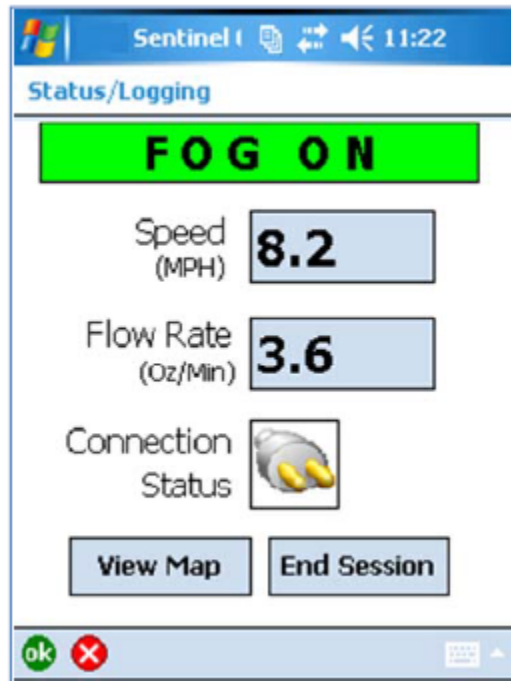 Sentinel ( 11:22
Status/Logging
FOG ON
Speed
(MPH)
8.2
Flow Rate
(Oz/Min)
3.6
Connection
Status
View Map
End Session
ok